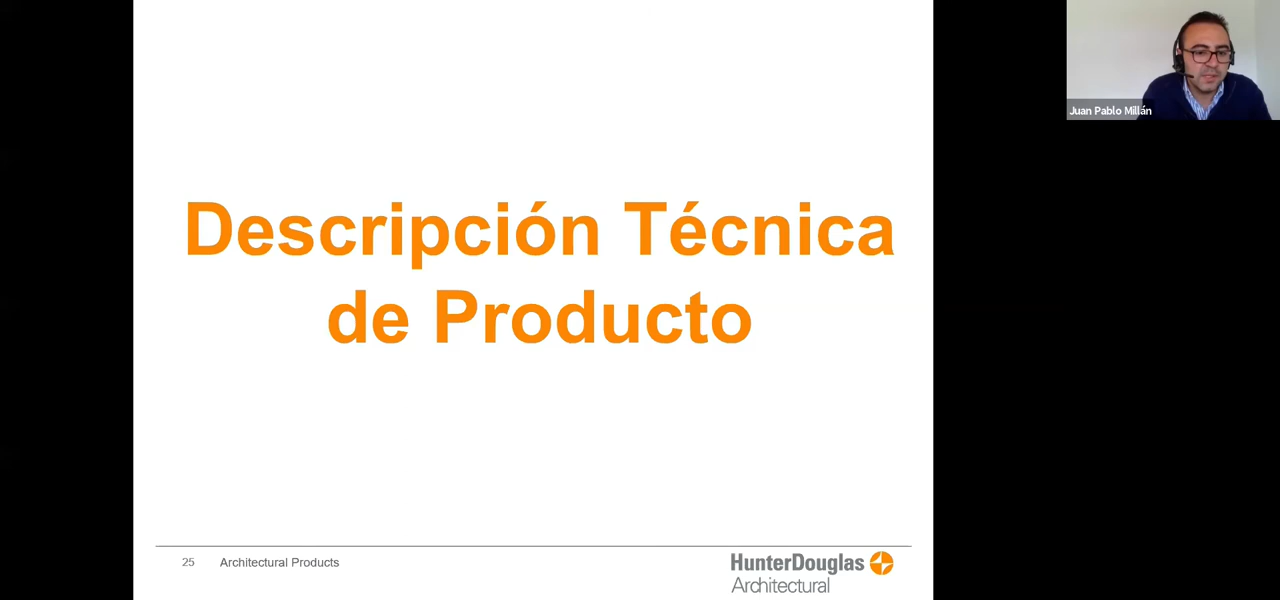 Juan Pablo Millán
Descripción Técnica
de Producto
25 Architectural Products
HunterDouglas
Architectural